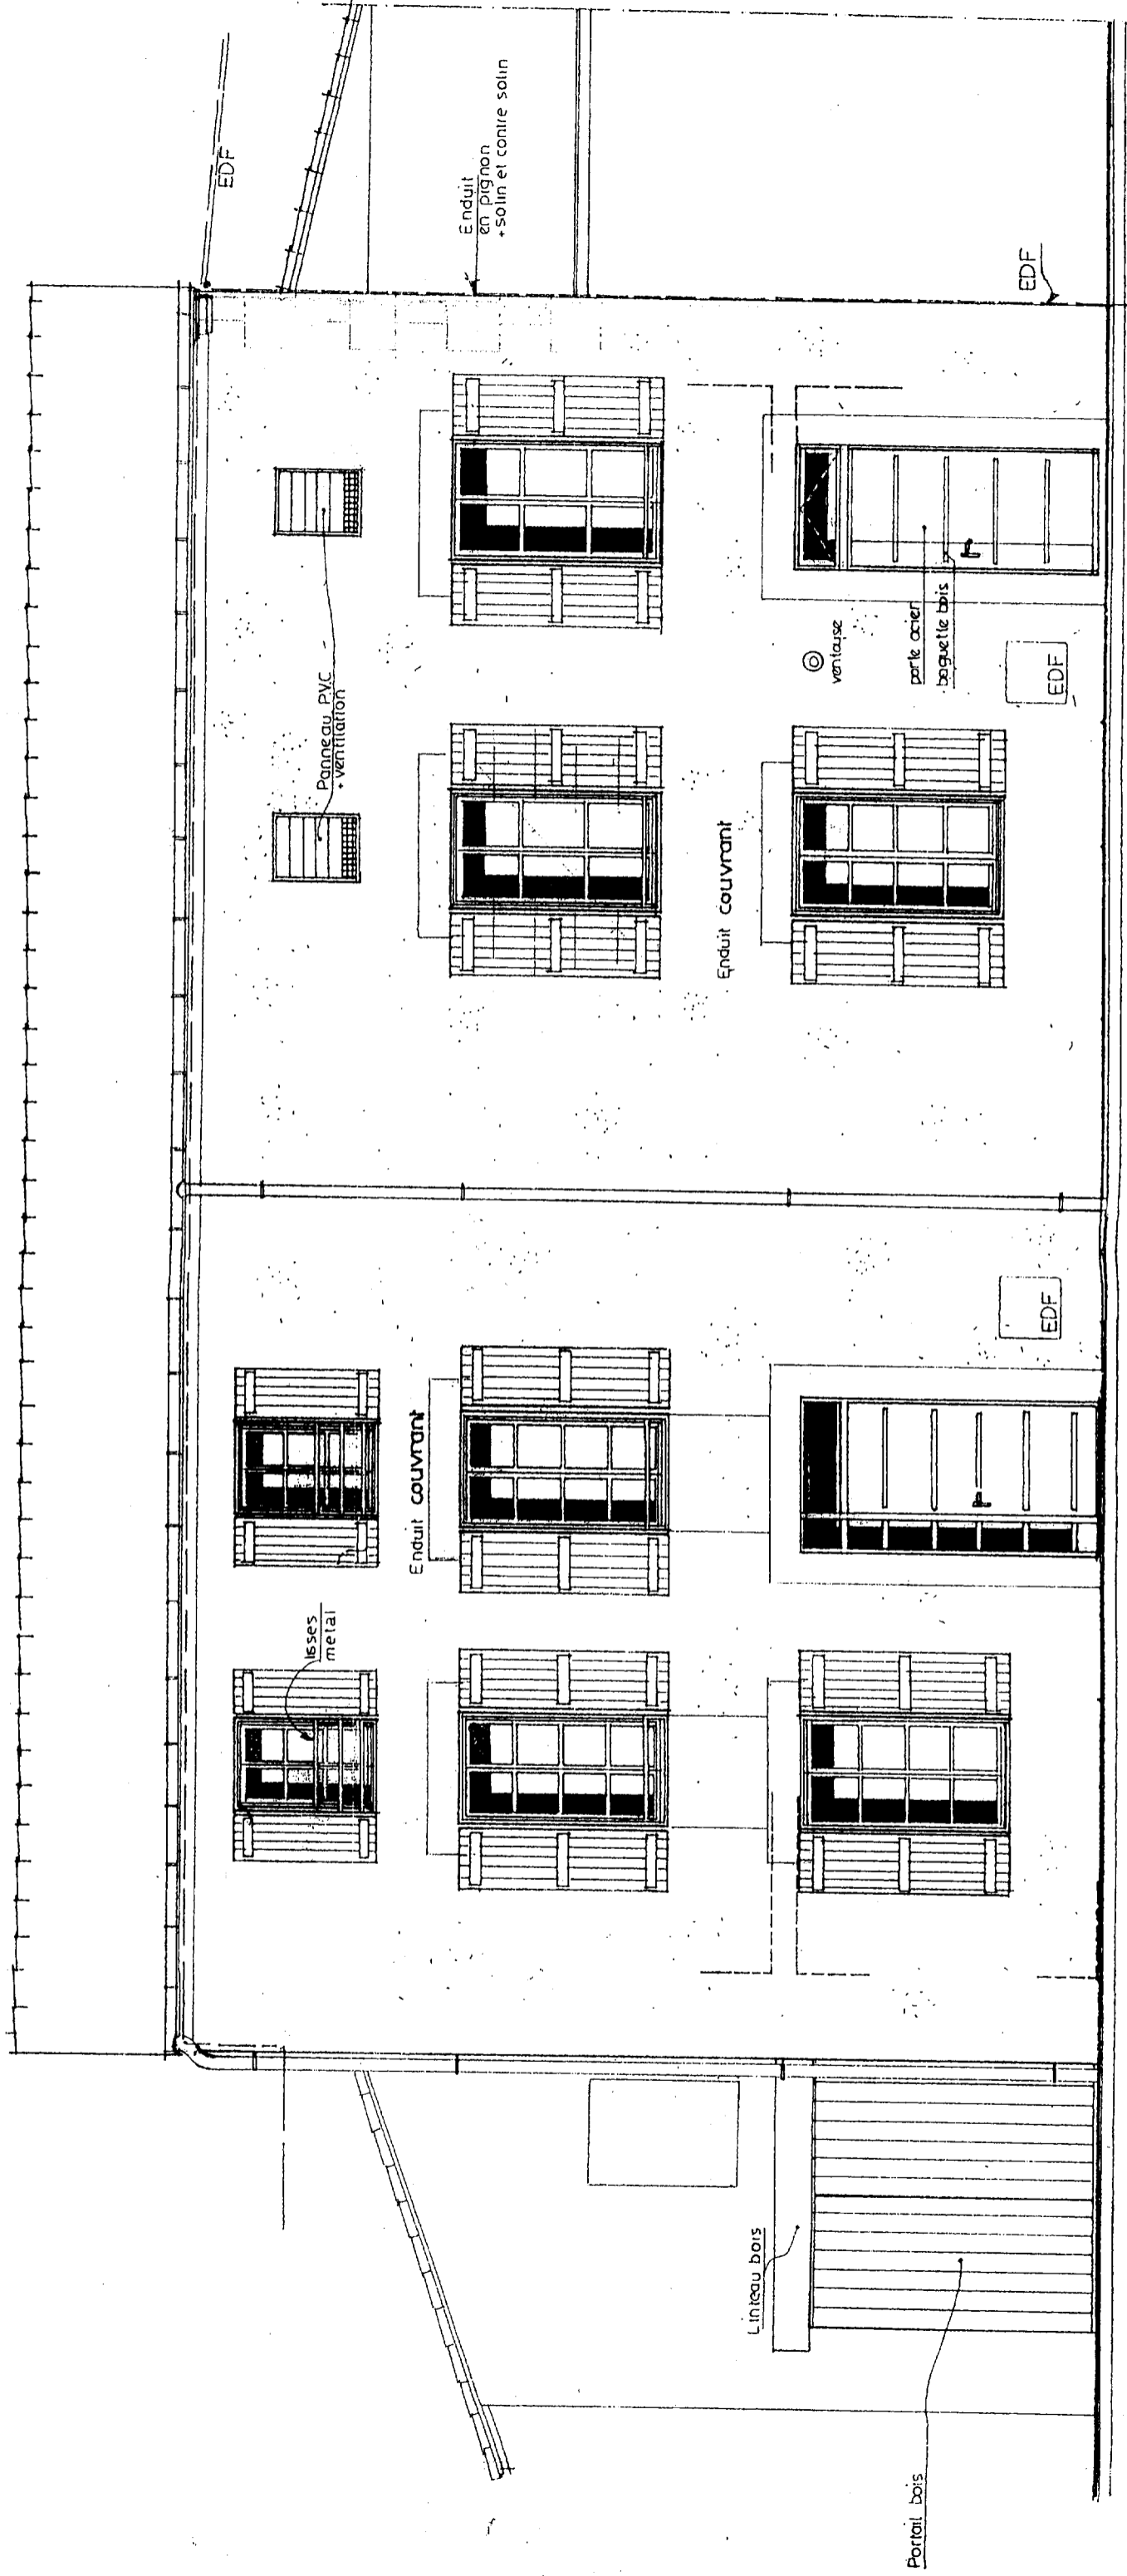 EDF
Enduit
en pignon
+ solin et contre solin
EDF
Panneau PVC
+ ventilation
ventouse
porte acier
baguette bois
EDF
Enduit couvrant
EDF
Enduit couvrant
lisses
metal
Linteau bois
Portail bois